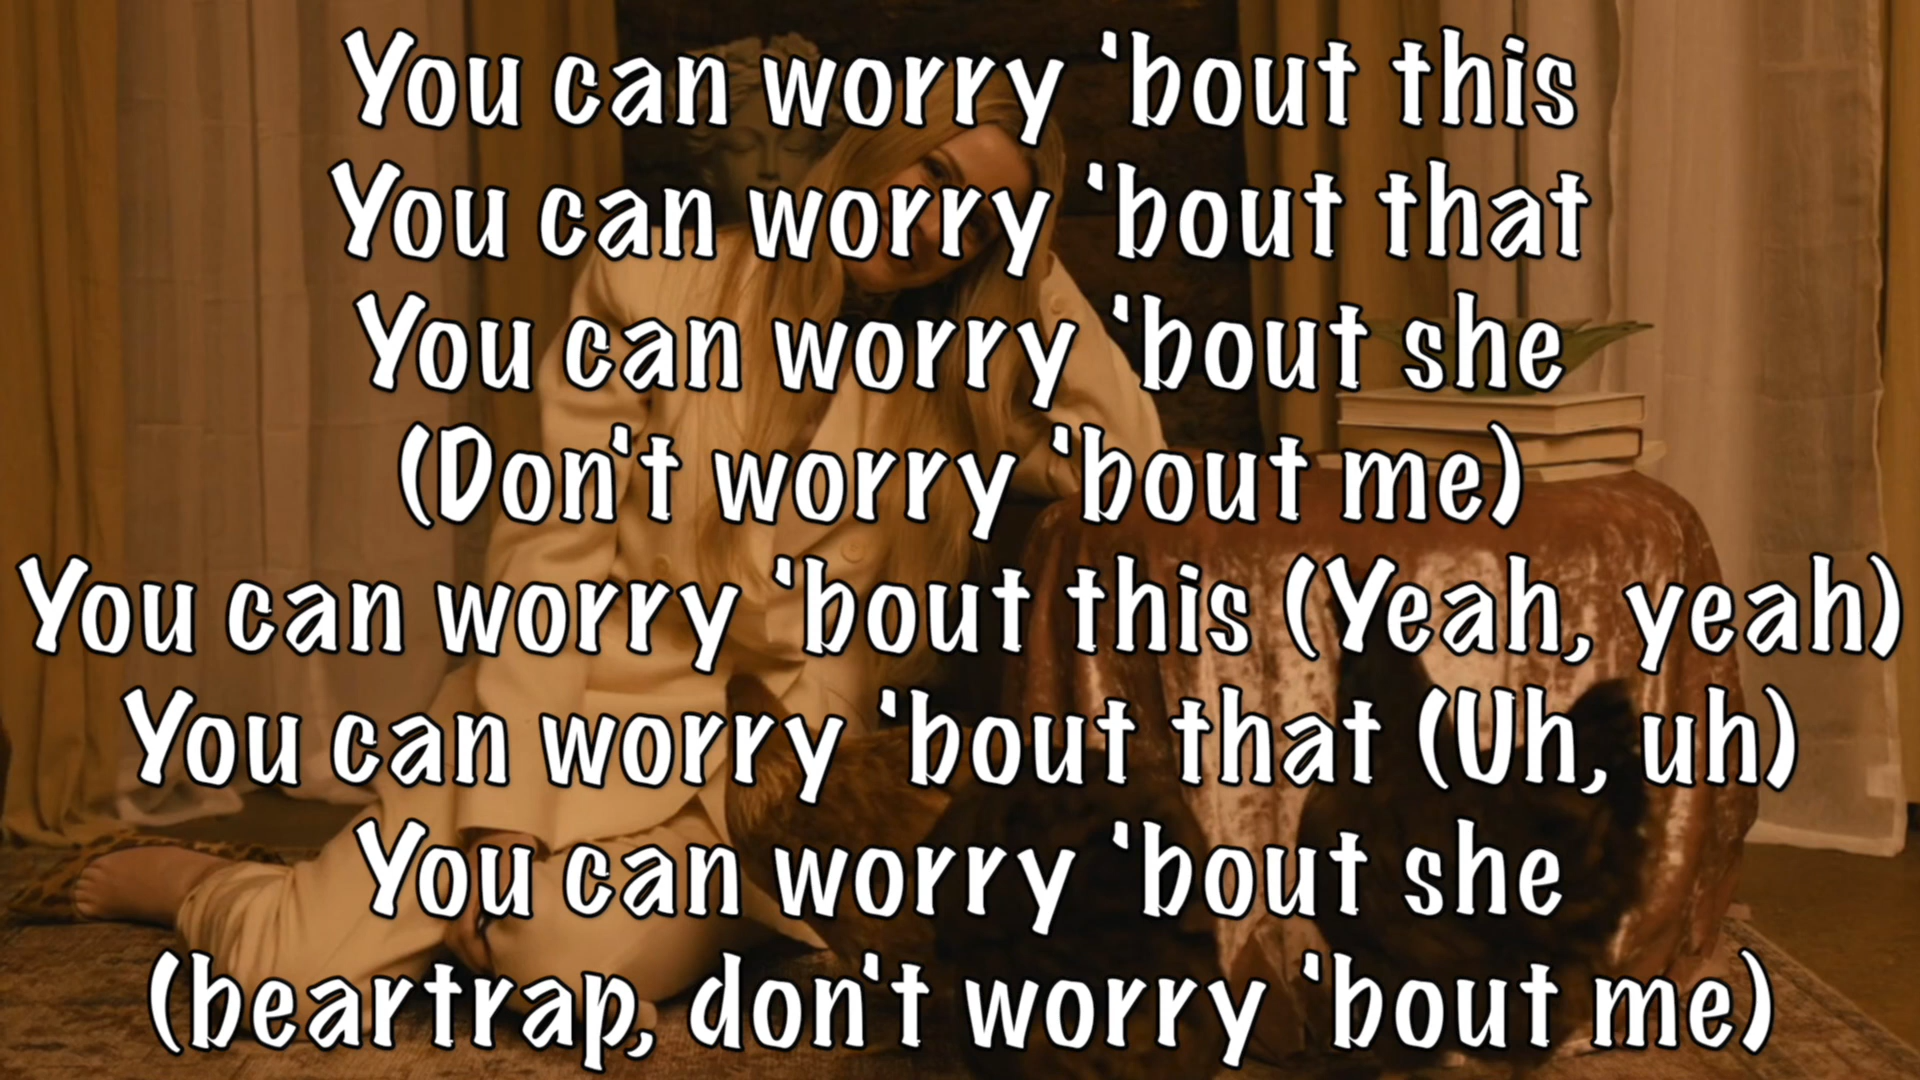 You can worry ‘bout this
You can worry ‘bout that
You can worry ‘bout she
(Don‘t worry ‘bout me)
You can worry ‘bout this (Yeah, yeah)
You can worry ‘bout that (Uh, uh)
You can worry ‘bout she
(beartrap, don‘t worry ‘bout me)